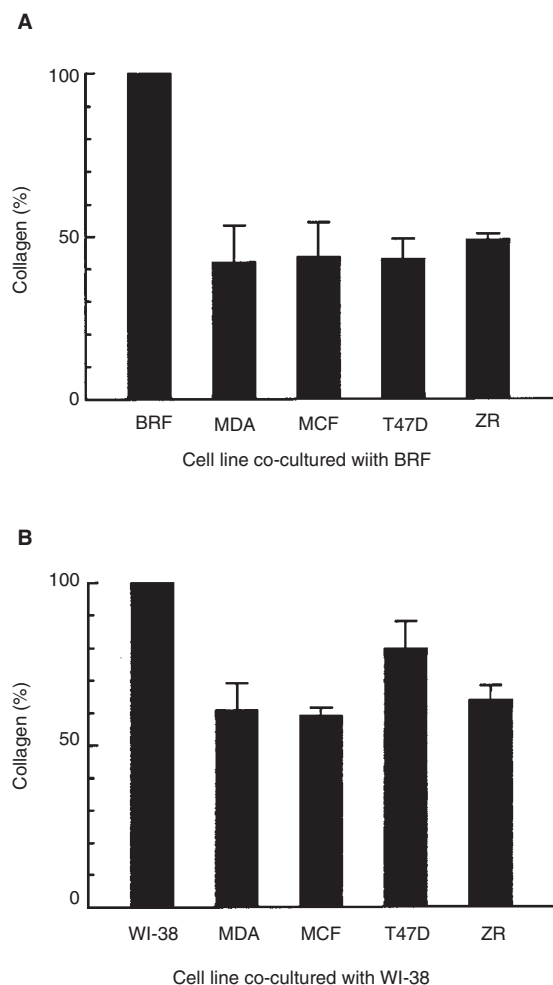 A
100
50
0
Collagen (%)
BRF MDA MCF T47D ZR
Cell line co-cultured wiith BRF
B
100
50
0
Collagen (%)
WI-38 MDA MCF T47D ZR
Cell line co-cultured with WI-38